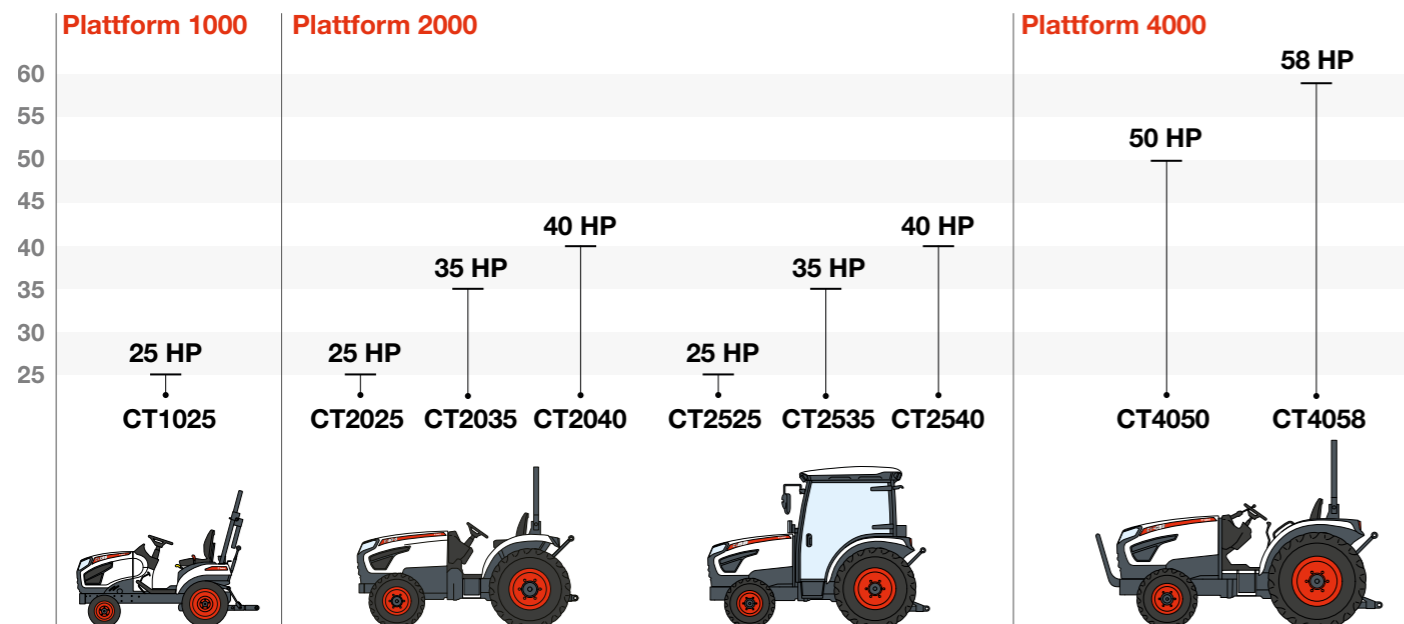 Plattform 1000
Plattform 2000
Plattform 4000
60
55
50
45
40
35
30
25
25 HP
25 HP
35 HP
40 HP
25 HP
35 HP
40 HP
50 HP
58 HP
CT1025
CT2025
CT2035
CT2040
CT2525
CT2535
CT2540
CT4050
CT4058